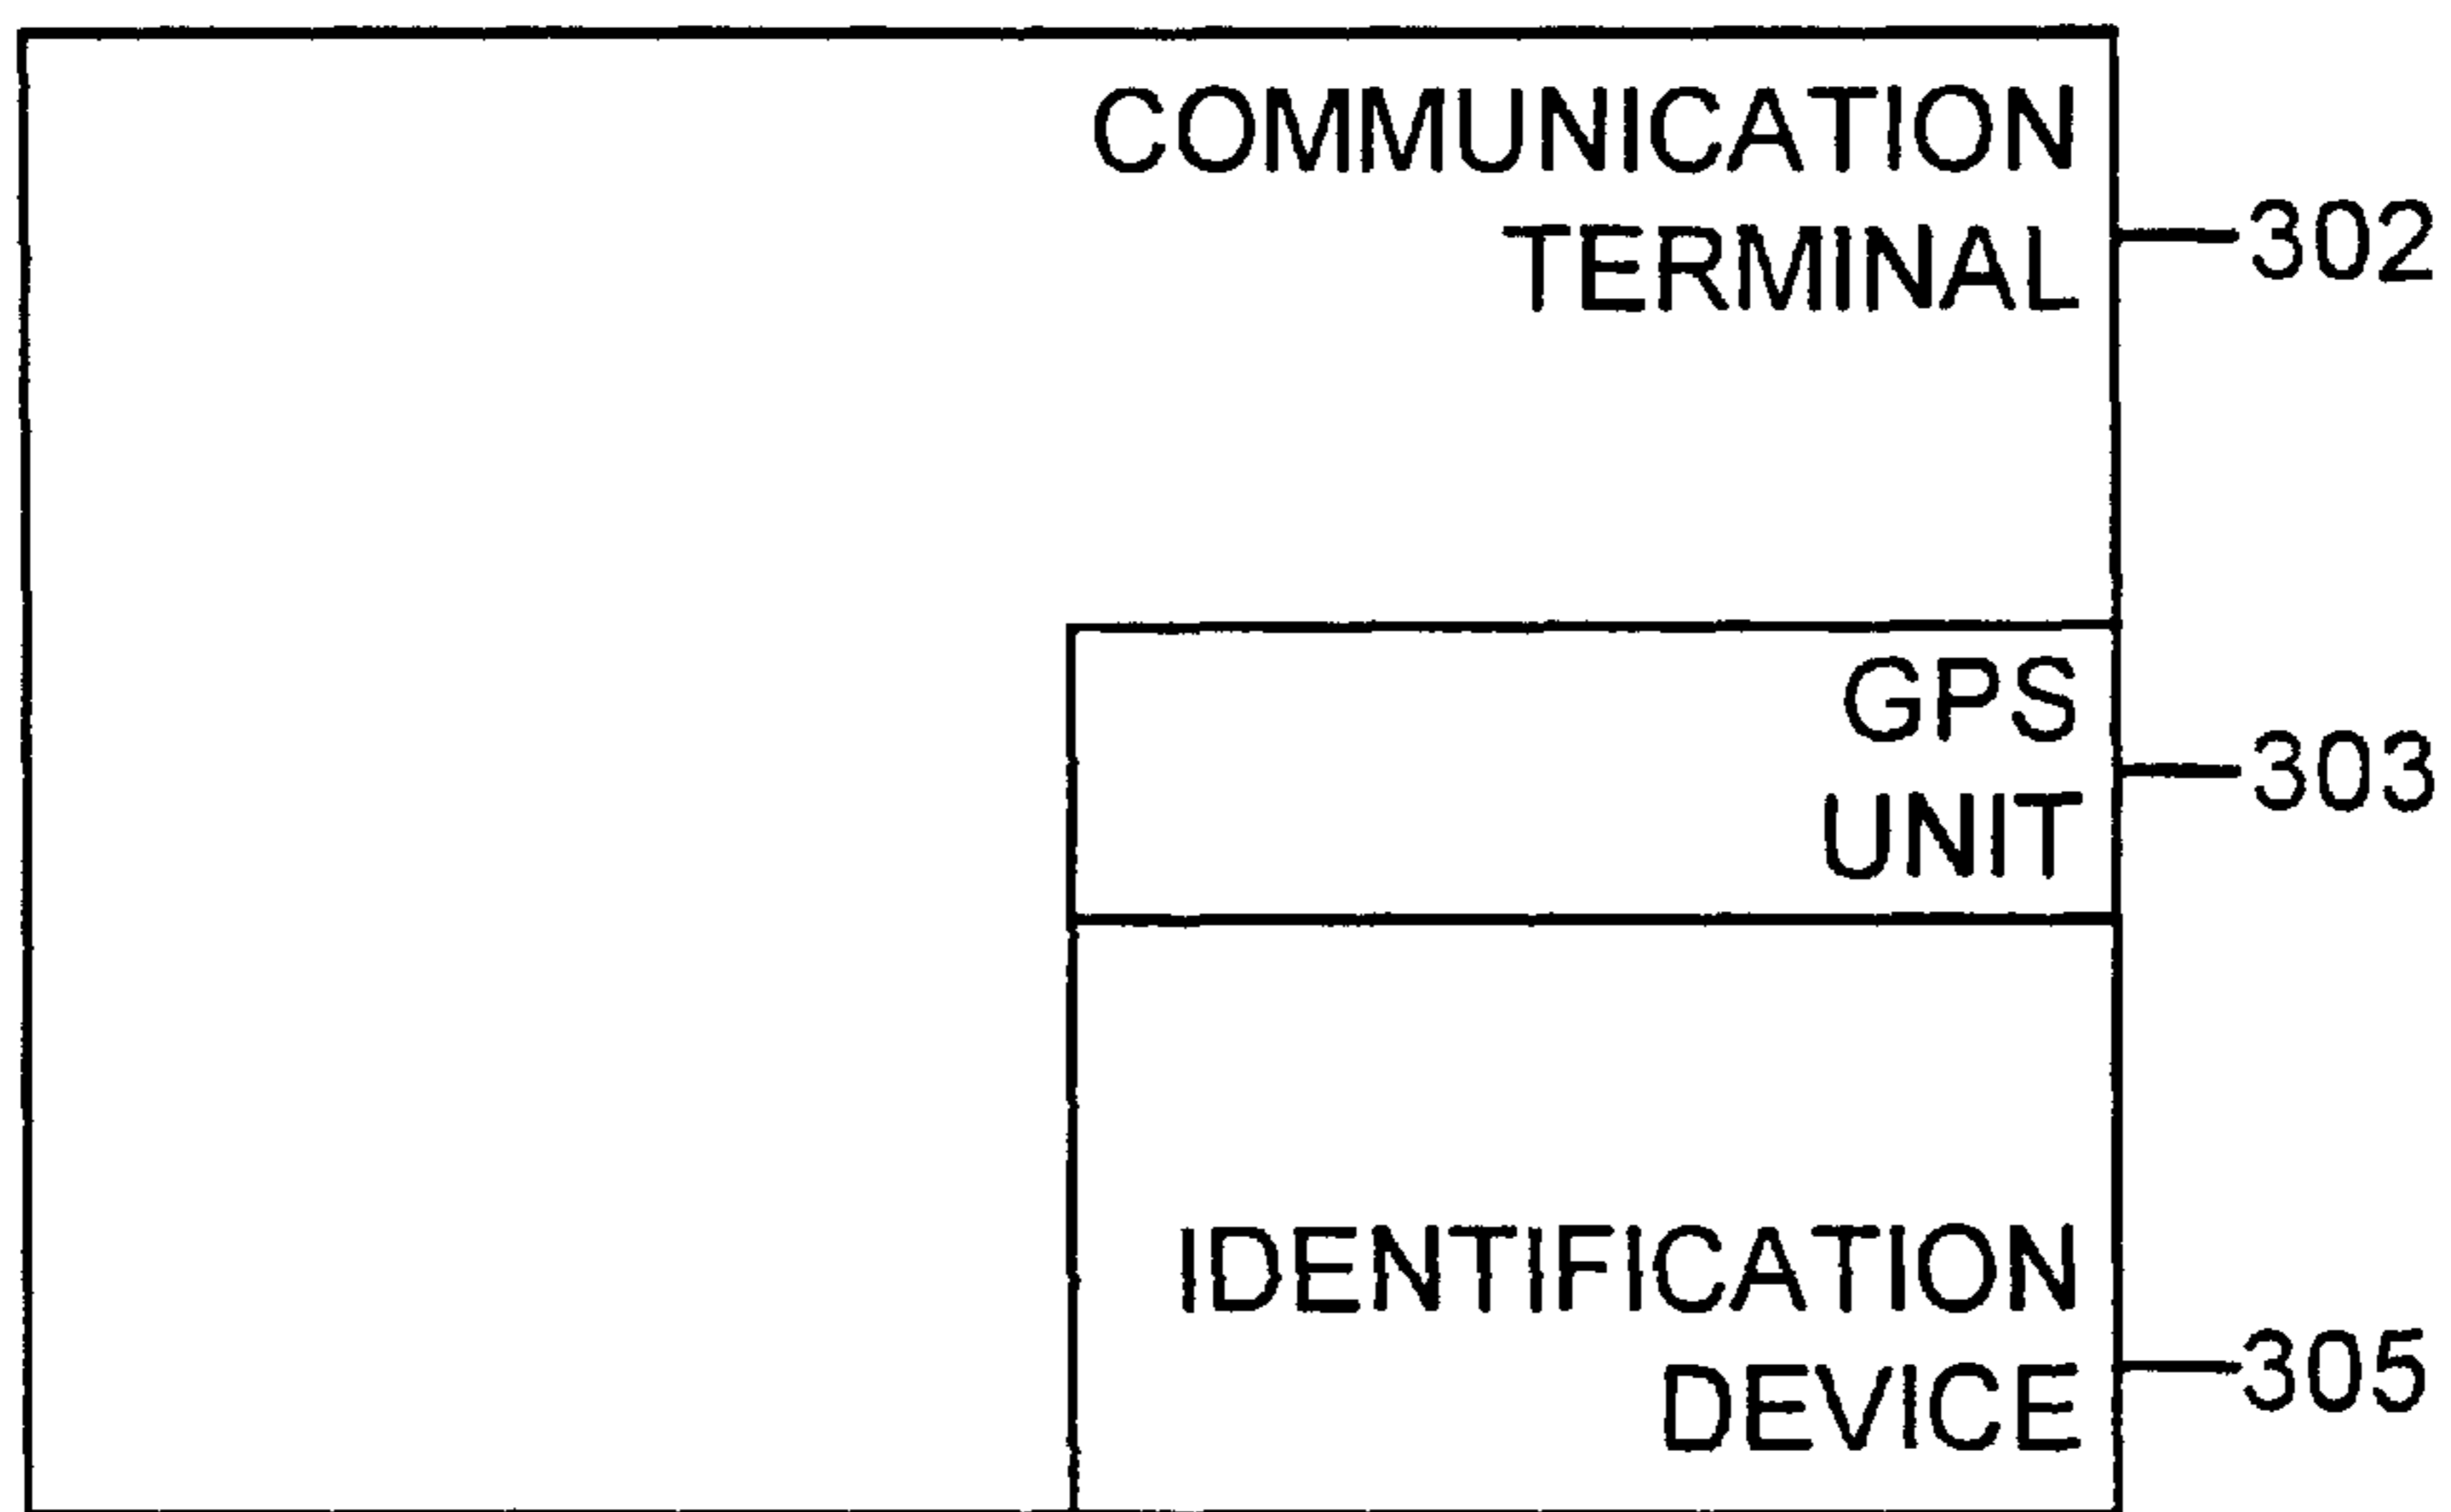 COMMUNICATION
TERMINAL
302
GPS
UNIT
303
IDENTIFICATION
DEVICE
305